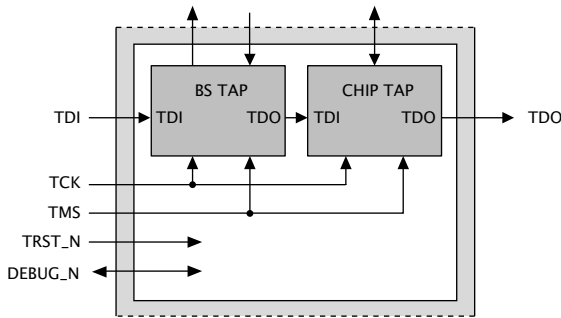 BS TAP CHIP TAP
TDI TDI TDO TDI TDO TDO
TCK
TMS
TRST_N
DEBUG_N